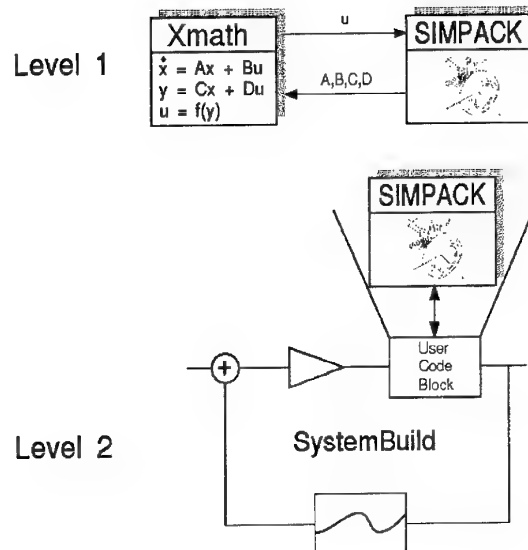 Level 1
Xmath
ẋ = Ax + Bu
y = Cx + Du
u = f(y)
u
A,B,C,D
SIMPACK
SIMPACK
User
Code
Block
+
SystemBuild
Level 2